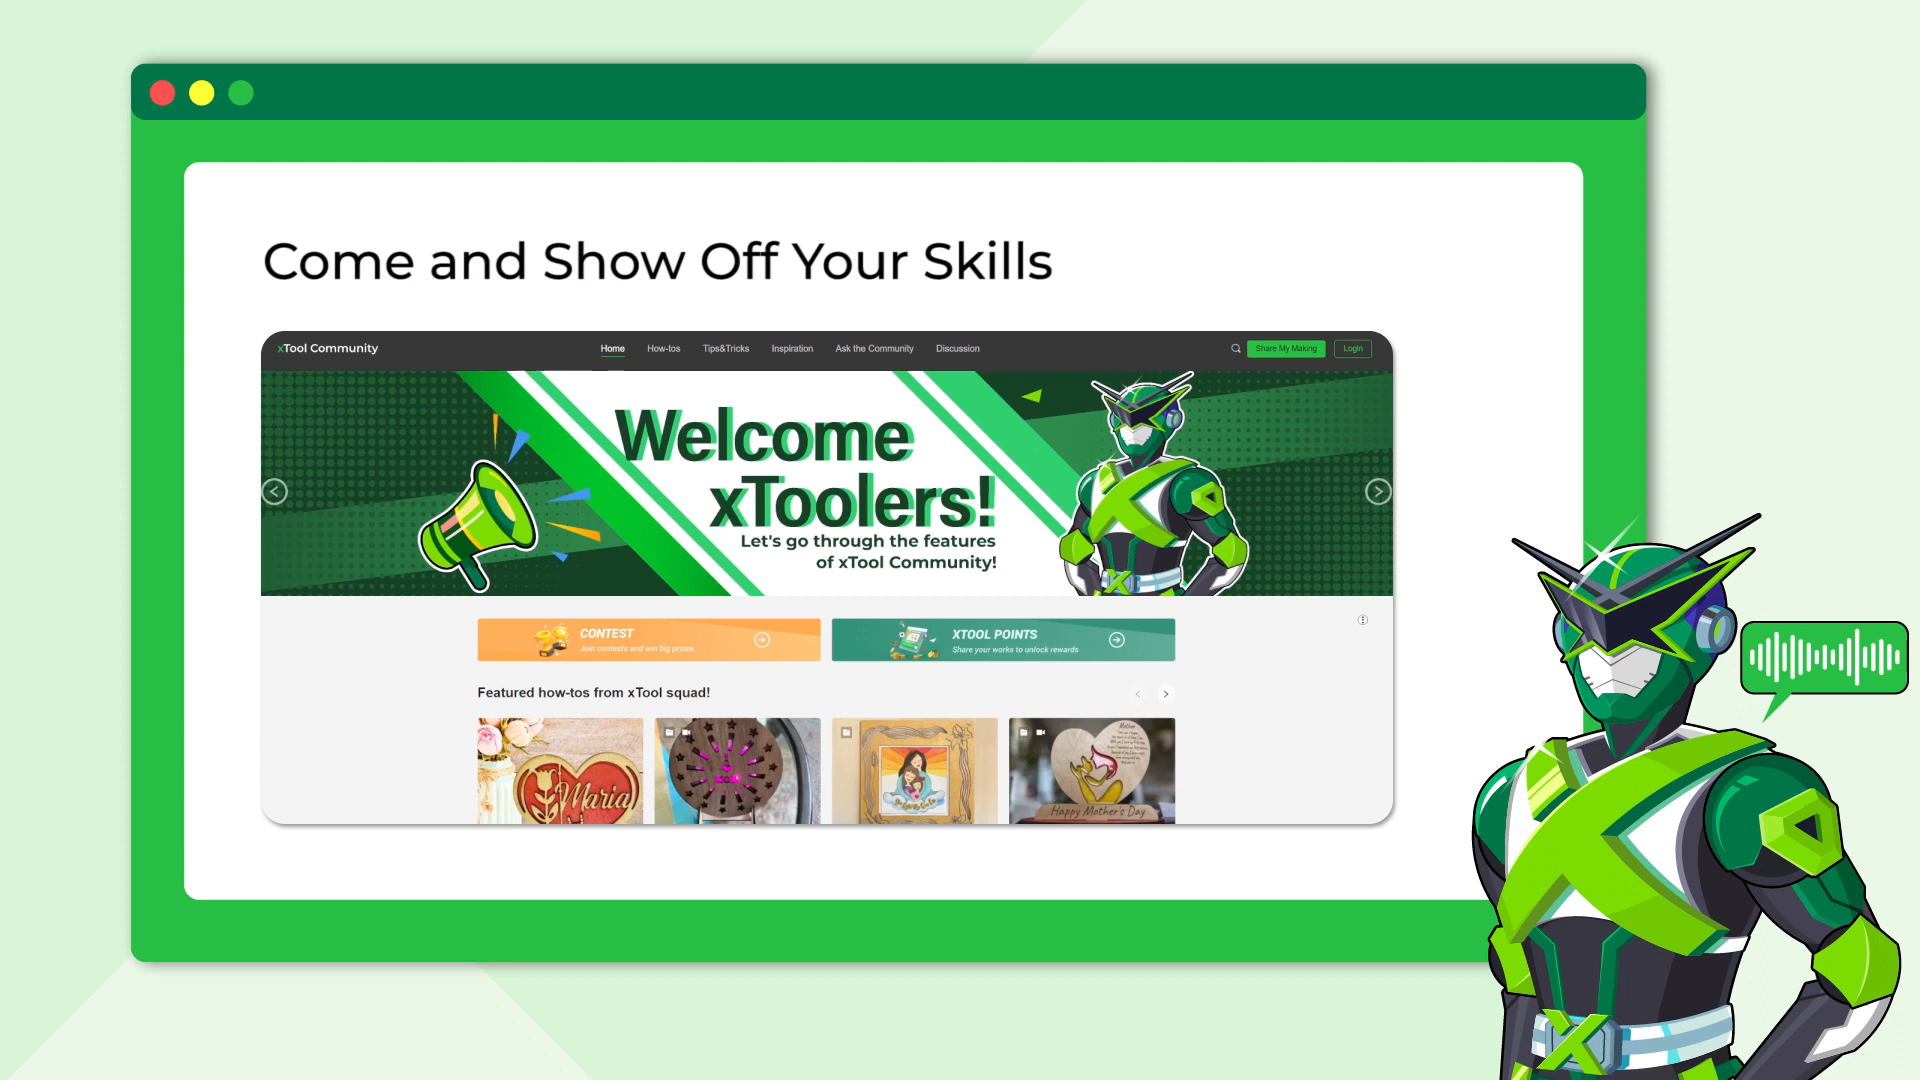 Come and Show Off Your Skills
xTool Community
Home
How-tos
Tips&Tricks
Inspiration
Ask the Community
Discussion
Share My Making
Login
Welcome
xToolers!
Let's go through the features
of xTool Community!
CONTEST
Join contests and win big prizes
XTOOL POINTS
Share your works to unlock rewards
Featured how-tos from xTool squad!
Maria
Mother
Happy Mother's Day